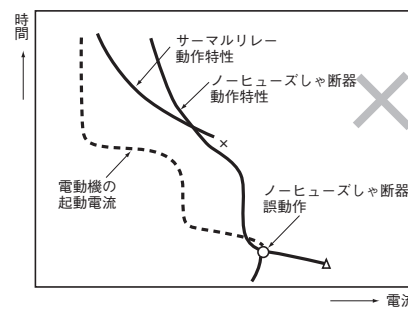 時間
サーマルリレー
動作特性
ノーヒューズしゃ断器
動作特性
電動機の
起動電流
ノーヒューズしゃ断器
誤動作
電流